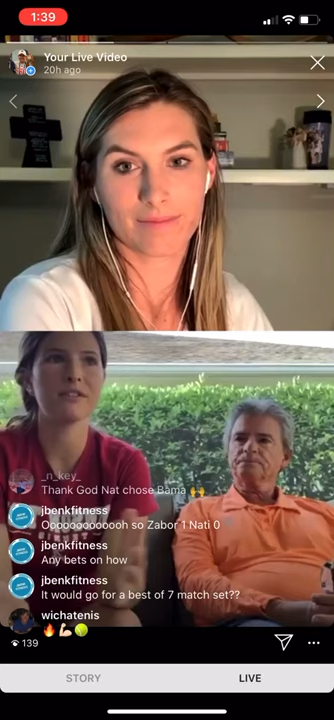 1:39
Your Live Video
20h ago
_n_key_
Thank God Nat chose Bama 🙌
jbenkfitness
Oooooooooooooh so Zabor 1 Nati 0
jbenkfitness
Any bets on how
jbenkfitness
It would go for a best of 7 match set??
wichatenis
🔥💪🏼🎾
139
STORY
LIVE